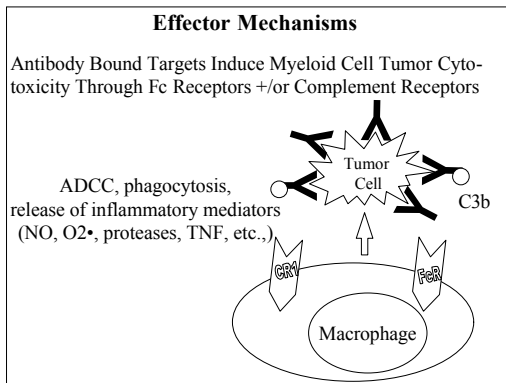 Effector Mechanisms
Antibody Bound Targets Induce Myeloid Cell Tumor Cyto-
toxicity Through Fc Receptors +/or Complement Receptors
Tumor
Cell
ADCC, phagocytosis,
release of inflammatory mediators
(NO, O2•, proteases, TNF, etc.,)
C3b
CR1
FcR
Macrophage